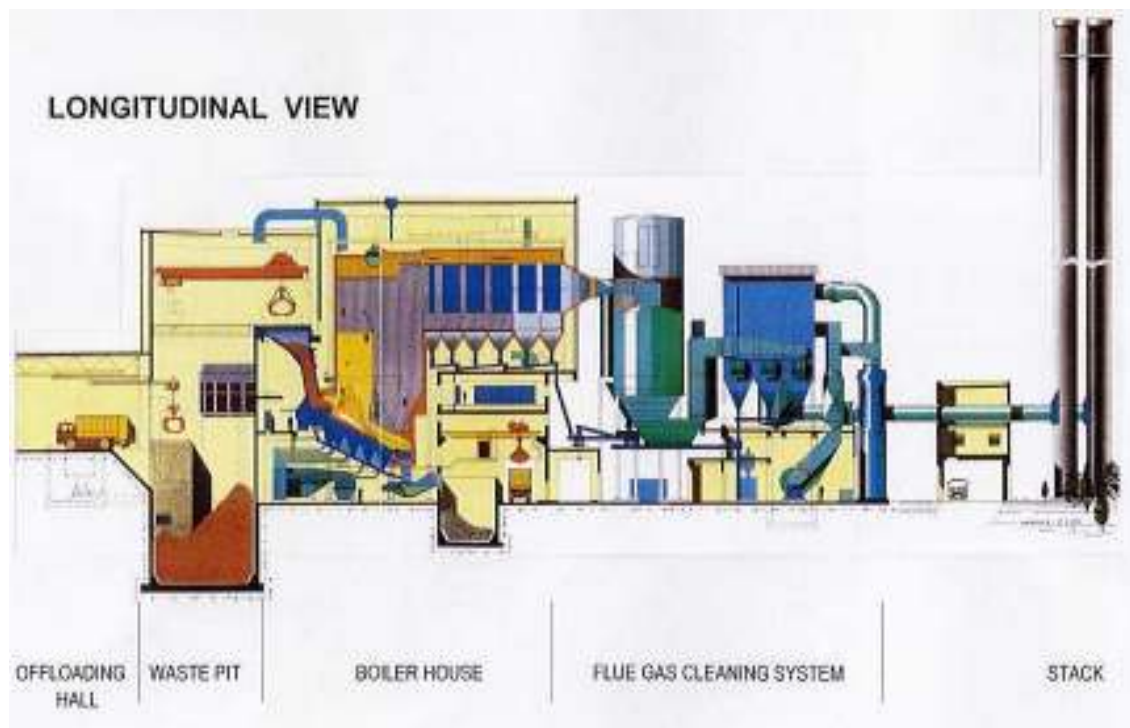 LONGITUDINAL VIEW
OFFLOADING
HALL
WASTE PIT
BOILER HOUSE
FLUE GAS CLEANING SYSTEM
STACK